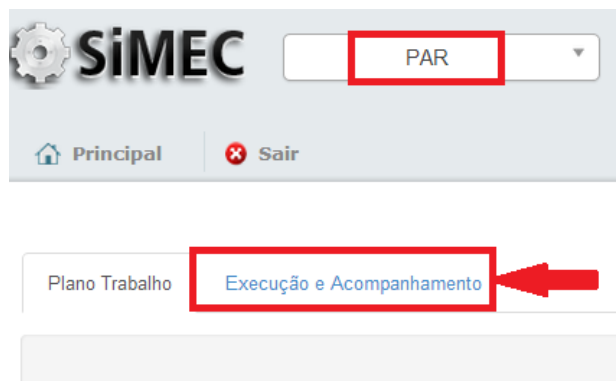 SiMEC
PAR
Principal
Sair
Plano Trabalho
Execução e Acompanhamento